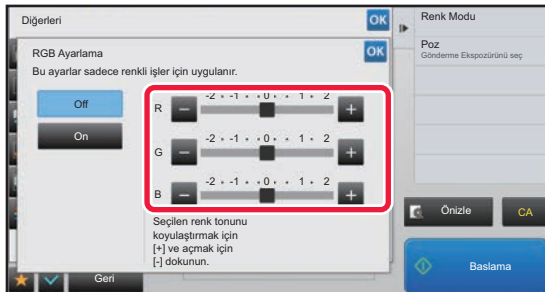 Diğerleri
OK
RGB Ayarlama
OK
Bu ayarlar sadece renkli işler için uygulanır.
Off
On
R - -2 • -1 • • 0 • • 1 • 2 +
G - -2 • -1 • • 0 • • 1 • 2 +
B - -2 • -1 • • 0 • • 1 • 2 +
Seçilen renk tonunu
koyulaştırmak için
[+] ve açmak için
[-] dokunun.
Geri
Renk Modu
Poz
Gönderme Ekspozürünü seç
Önizle
CA
Baslama